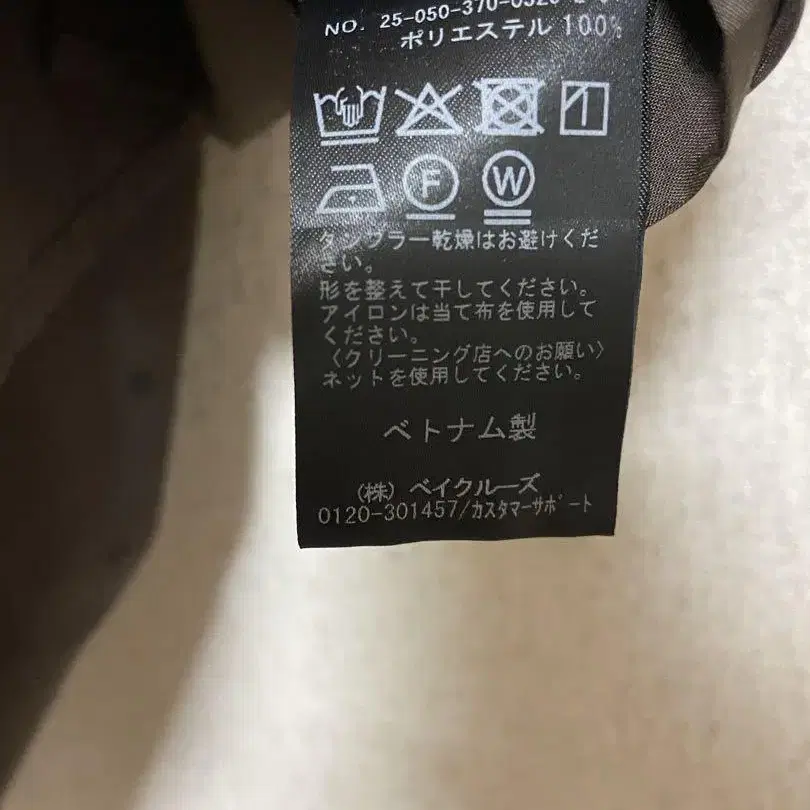 NO. 25-050-370-0520-
ポリエステル 100%
F W
タンブラー乾燥はお避けくだ
さい。
形を整えて干してください。
アイロンは当て布を使用して
ください。
〈クリーニング店へのお願い〉
ネットを使用してください。
ベトナム製
(株) ベイクルーズ
0120-301457/カスタマーサポート